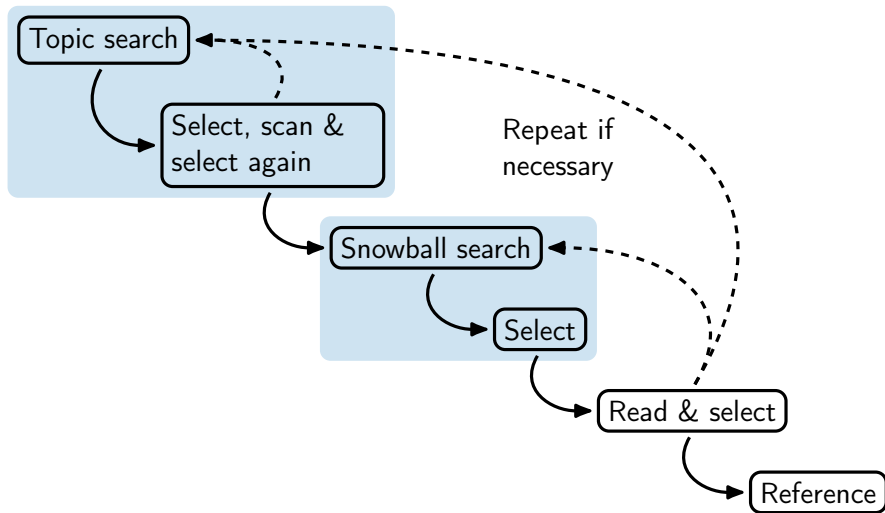 Topic search
Select, scan &
select again
Repeat if
necessary
Snowball search
Select
Read & select
Reference